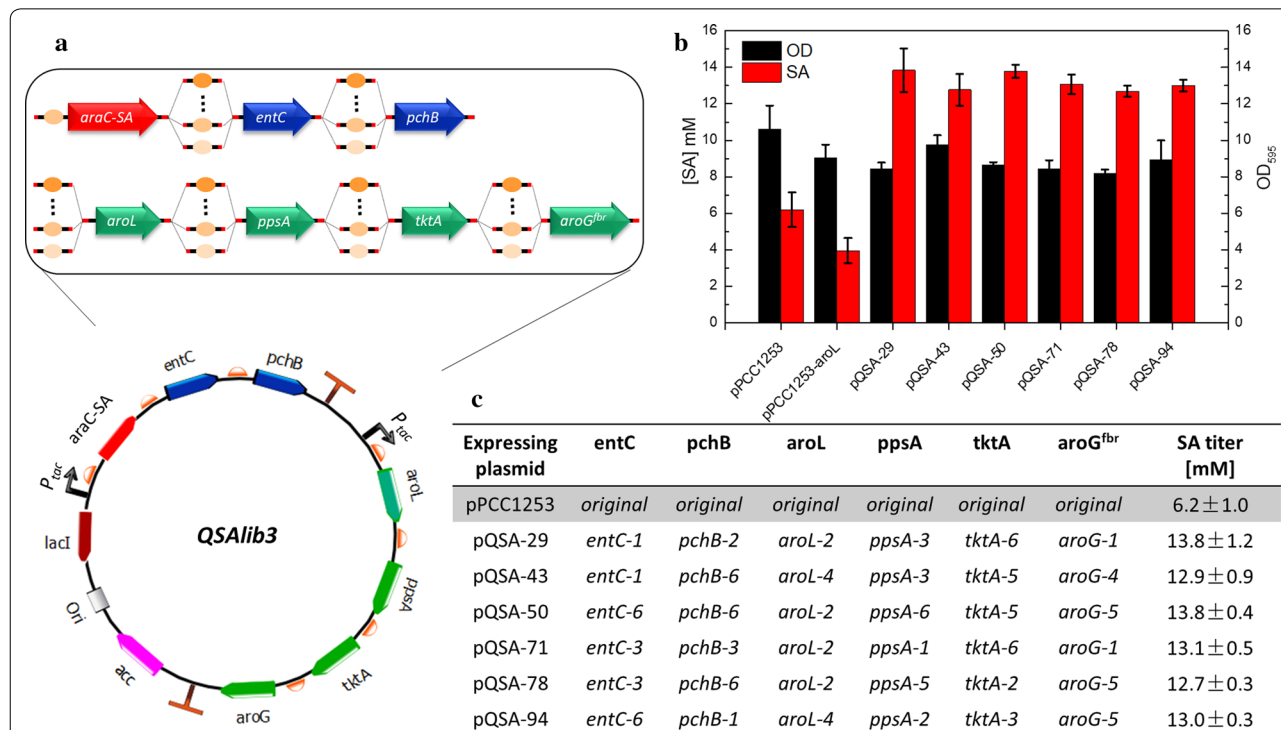 a
araC-SA
entC
pchB
aroL
ppsA
tktA
aroG^fbr
QSAlib3
entC
pchB
P_tac
aroL
ppsA
tktA
aroG
acc
Ori
lacI
P_tac
araC-SA
b
OD
SA
[SA] mM
16
14
12
10
8
6
4
2
0
OD_595
16
14
12
10
8
6
4
2
0
pPCC1253
pPCC1253-aroL
pQSA-29
pQSA-43
pQSA-50
pQSA-71
pQSA-78
pQSA-94
c
Expressing plasmid entC pchB aroL ppsA tktA aroG^fbr SA titer [mM]
pPCC1253 original original original original original original 6.2±1.0
pQSA-29 entC-1 pchB-2 aroL-2 ppsA-3 tktA-6 aroG-1 13.8±1.2
pQSA-43 entC-1 pchB-6 aroL-4 ppsA-3 tktA-5 aroG-4 12.9±0.9
pQSA-50 entC-6 pchB-6 aroL-2 ppsA-6 tktA-5 aroG-5 13.8±0.4
pQSA-71 entC-3 pchB-3 aroL-2 ppsA-1 tktA-6 aroG-1 13.1±0.5
pQSA-78 entC-3 pchB-6 aroL-2 ppsA-5 tktA-2 aroG-5 12.7±0.3
pQSA-94 entC-6 pchB-1 aroL-4 ppsA-2 tktA-3 aroG-5 13.0±0.3